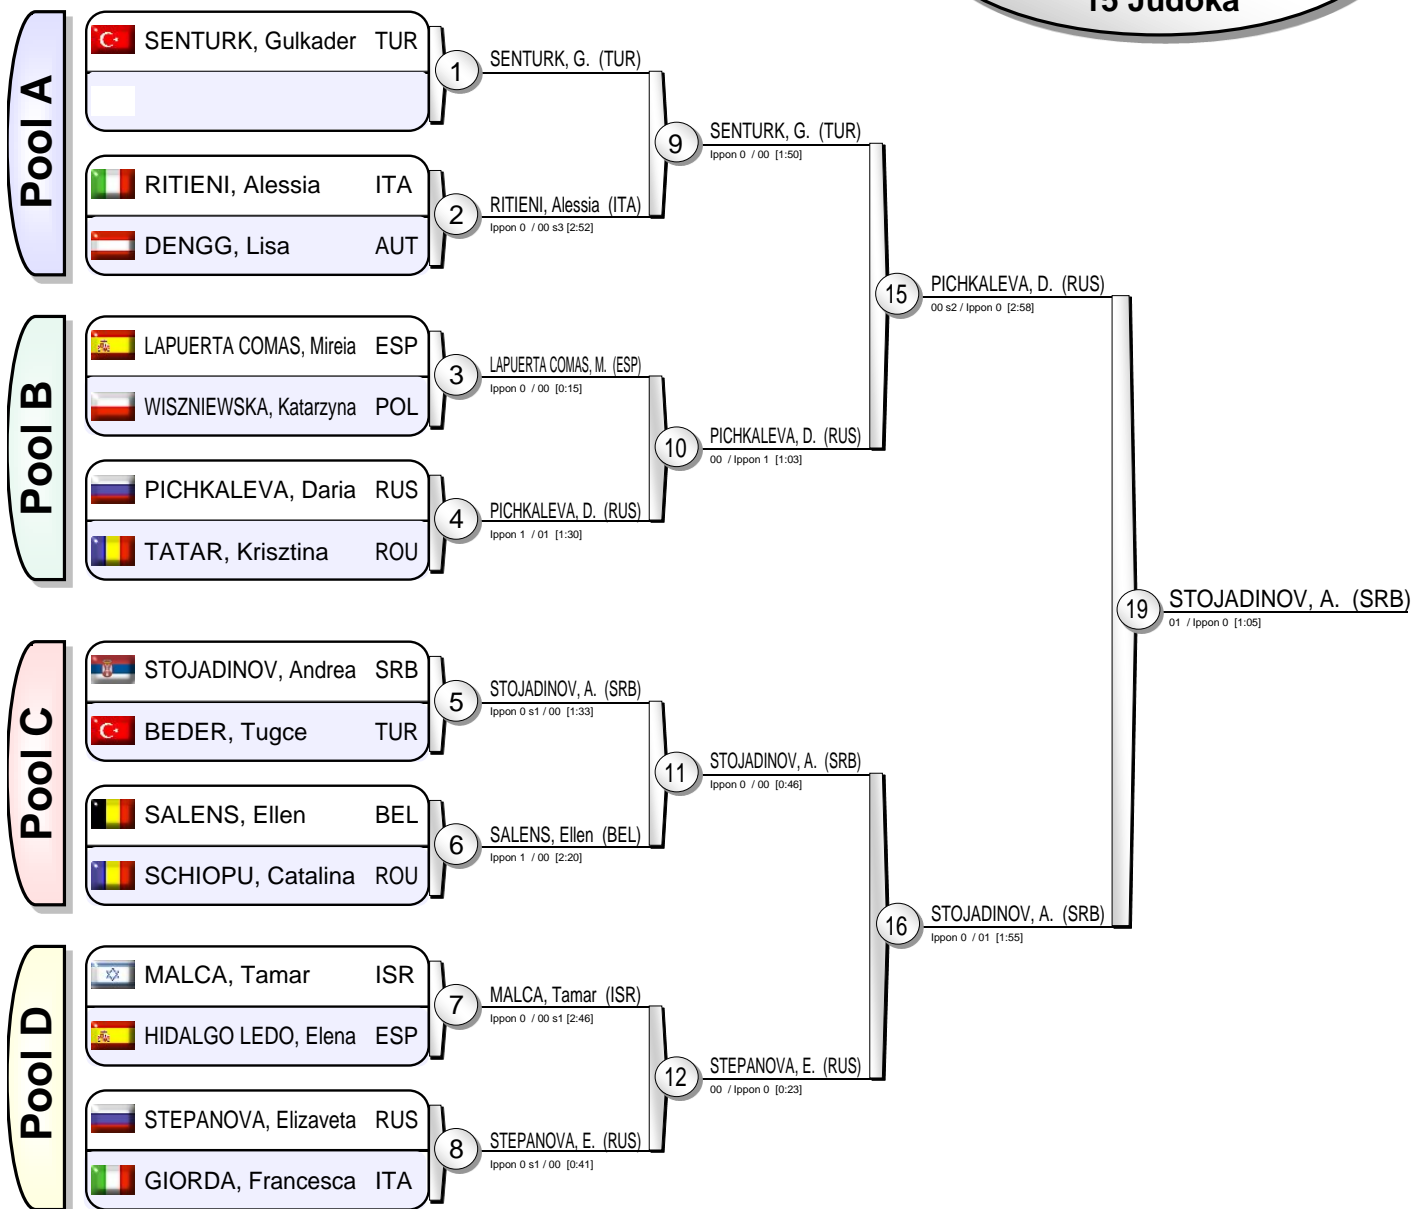 15 Judoka
Pool A
SENTURK, Gulkader TUR
RITIENI, Alessia ITA
DENGG, Lisa AUT
1
SENTURK, G. (TUR)
2
RITIENI, Alessia (ITA)
Ippon 0 / 00 s3 [2:52]
9
SENTURK, G. (TUR)
Ippon 0 / 00 [1:50]
Pool B
LAPUERTA COMAS, Mireia ESP
WISZNIEWSKA, Katarzyna POL
PICHKALEVA, Daria RUS
TATAR, Krisztina ROU
3
LAPUERTA COMAS, M. (ESP)
Ippon 0 / 00 [0:15]
4
PICHKALEVA, D. (RUS)
Ippon 1 / 01 [1:30]
10
PICHKALEVA, D. (RUS)
00 / Ippon 1 [1:03]
15
PICHKALEVA, D. (RUS)
00 s2 / Ippon 0 [2:58]
Pool C
STOJADINOV, Andrea SRB
BEDER, Tugce TUR
SALENS, Ellen BEL
SCHIOPU, Catalina ROU
5
STOJADINOV, A. (SRB)
Ippon 0 s1 / 00 [1:33]
6
SALENS, Ellen (BEL)
Ippon 1 / 00 [2:20]
11
STOJADINOV, A. (SRB)
Ippon 0 / 00 [0:46]
Pool D
MALCA, Tamar ISR
HIDALGO LEDO, Elena ESP
STEPANOVA, Elizaveta RUS
GIORDA, Francesca ITA
7
MALCA, Tamar (ISR)
Ippon 0 / 00 s1 [2:46]
8
STEPANOVA, E. (RUS)
Ippon 0 s1 / 00 [0:41]
12
STEPANOVA, E. (RUS)
00 / Ippon 0 [0:23]
16
STOJADINOV, A. (SRB)
Ippon 0 / 01 [1:55]
19
STOJADINOV, A. (SRB)
01 / Ippon 0 [1:05]